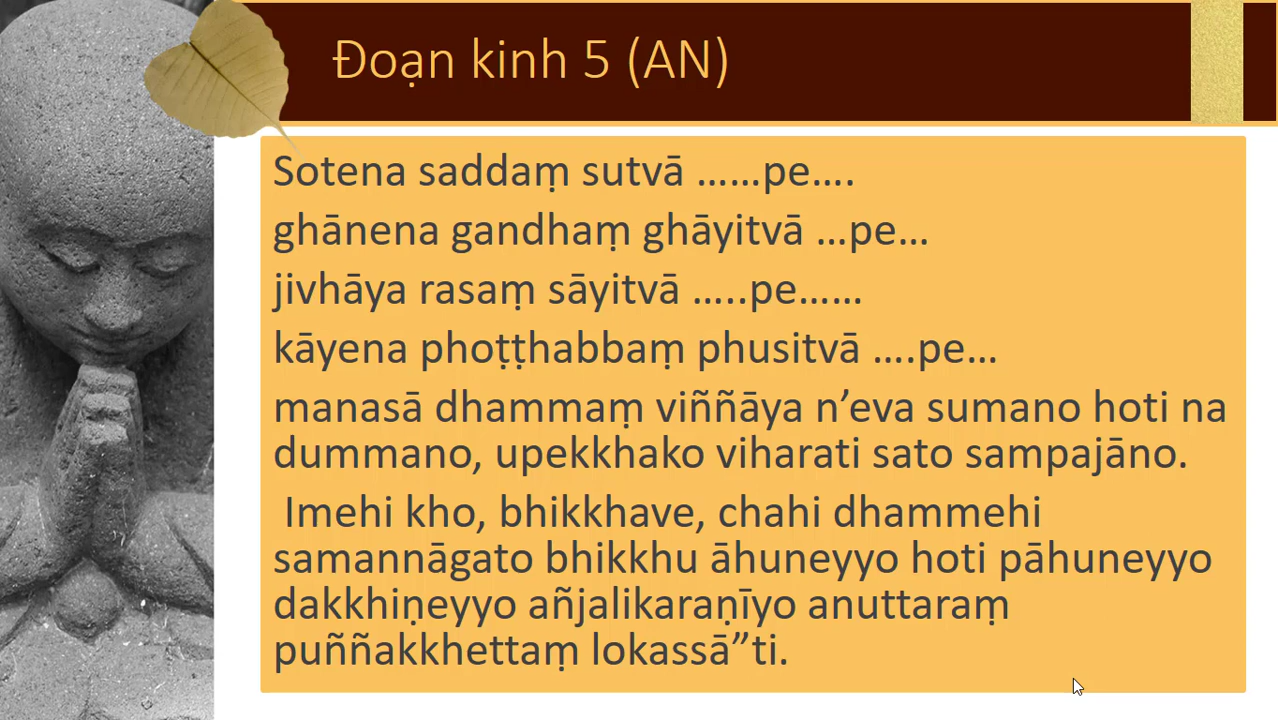 Đoạn kinh 5 (AN)
Sotena saddaṃ sutvā ……pe….
ghānena gandhaṃ ghāyitvā …pe…
jivhāya rasaṃ sāyitvā …..pe……
kāyena phoṭṭhabbaṃ phusitvā ….pe…
manasā dhammaṃ viññāya n’eva sumano hoti na
dummano, upekkhako viharati sato sampajāno.
Imehi kho, bhikkhave, chahi dhammehi
samannāgato bhikkhu āhuneyyo hoti pāhuneyyo
dakkhiṇeyyo añjalikaraṇīyo anuttaraṃ
puññakkhettaṃ lokassā”ti.